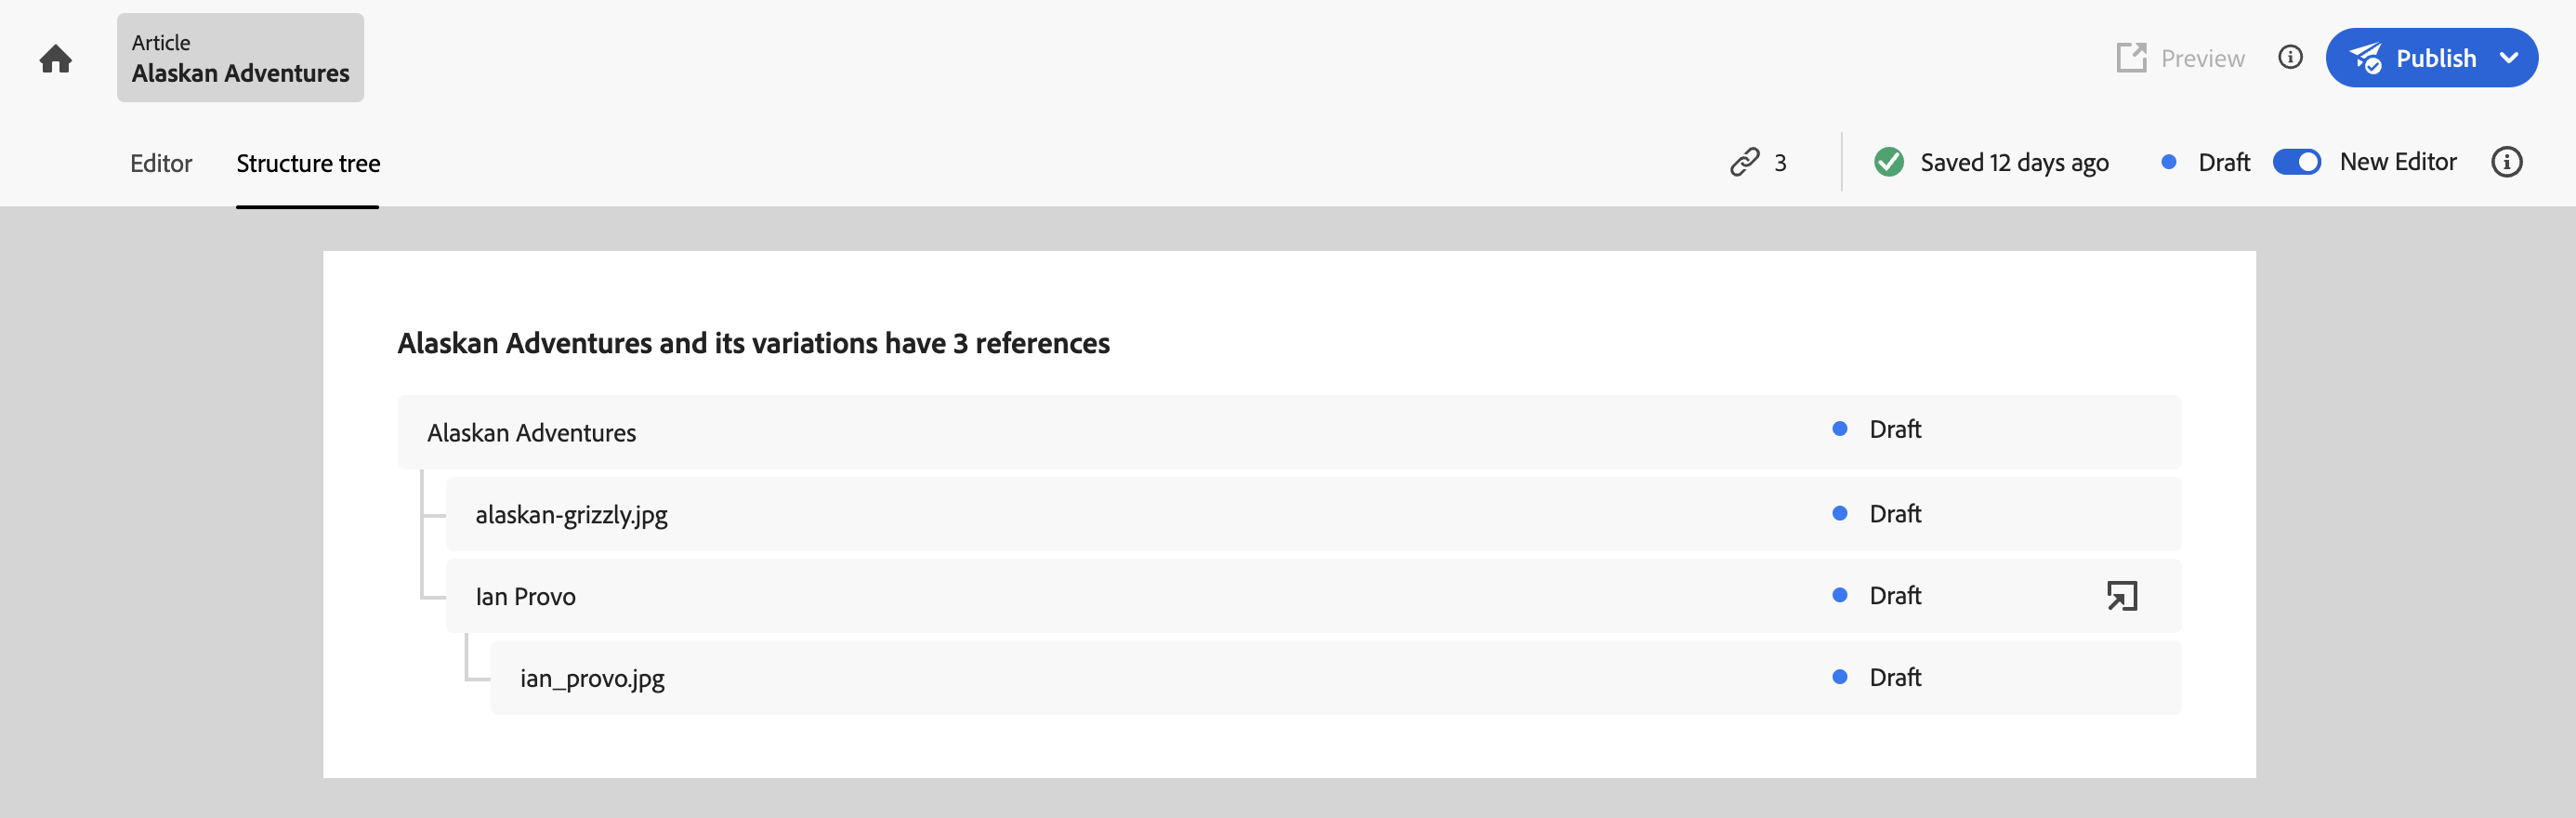 Article
Alaskan Adventures
Preview
Publish
Editor Structure tree
3 Saved 12 days ago Draft New Editor
Alaskan Adventures and its variations have 3 references
Alaskan Adventures Draft
alaskan-grizzly.jpg Draft
Ian Provo Draft
ian_provo.jpg Draft